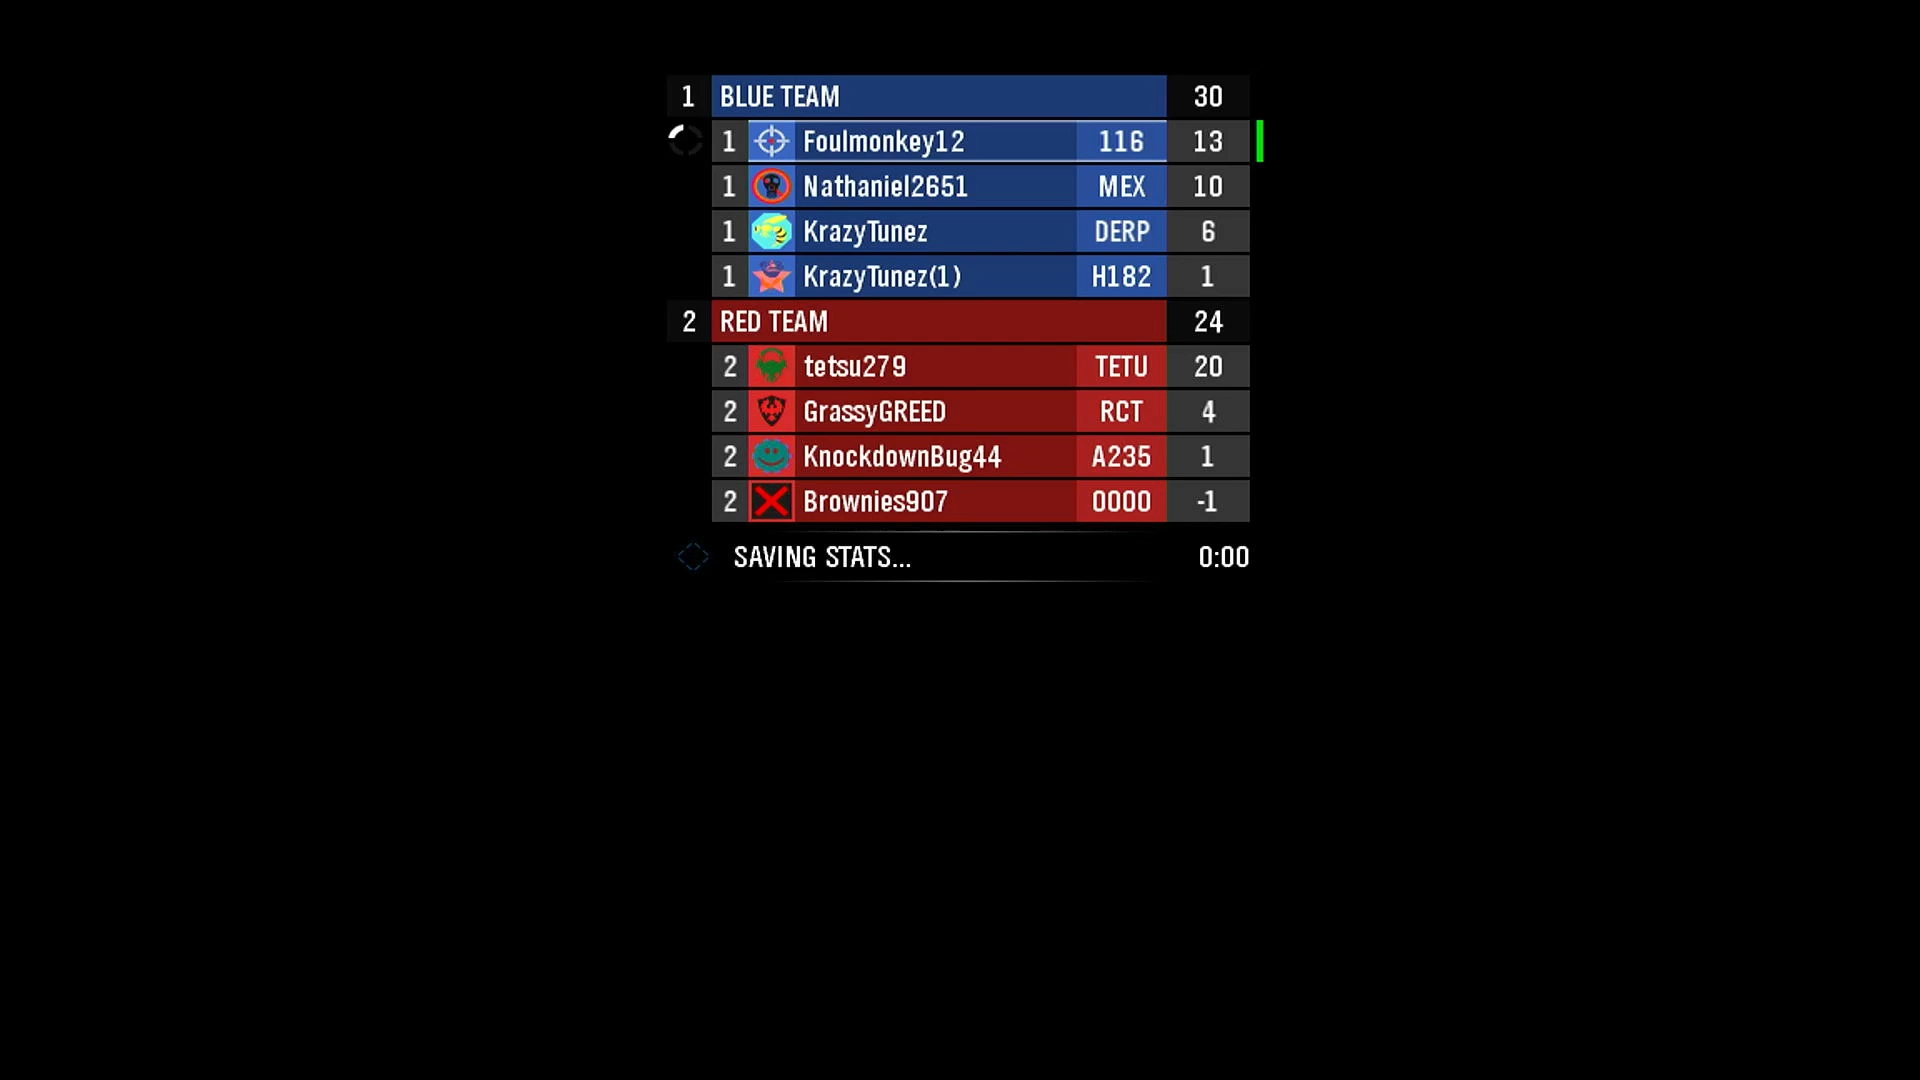 1 BLUE TEAM 30
1 Foulmonkey12 116 13
1 Nathaniel2651 MEX 10
1 KrazyTunez DERP 6
1 KrazyTunez(1) H182 1
2 RED TEAM 24
2 tetsu279 TETU 20
2 GrassyGREED RCT 4
2 KnockdownBug44 A235 1
2 Brownies907 0000 -1
SAVING STATS... 0:00